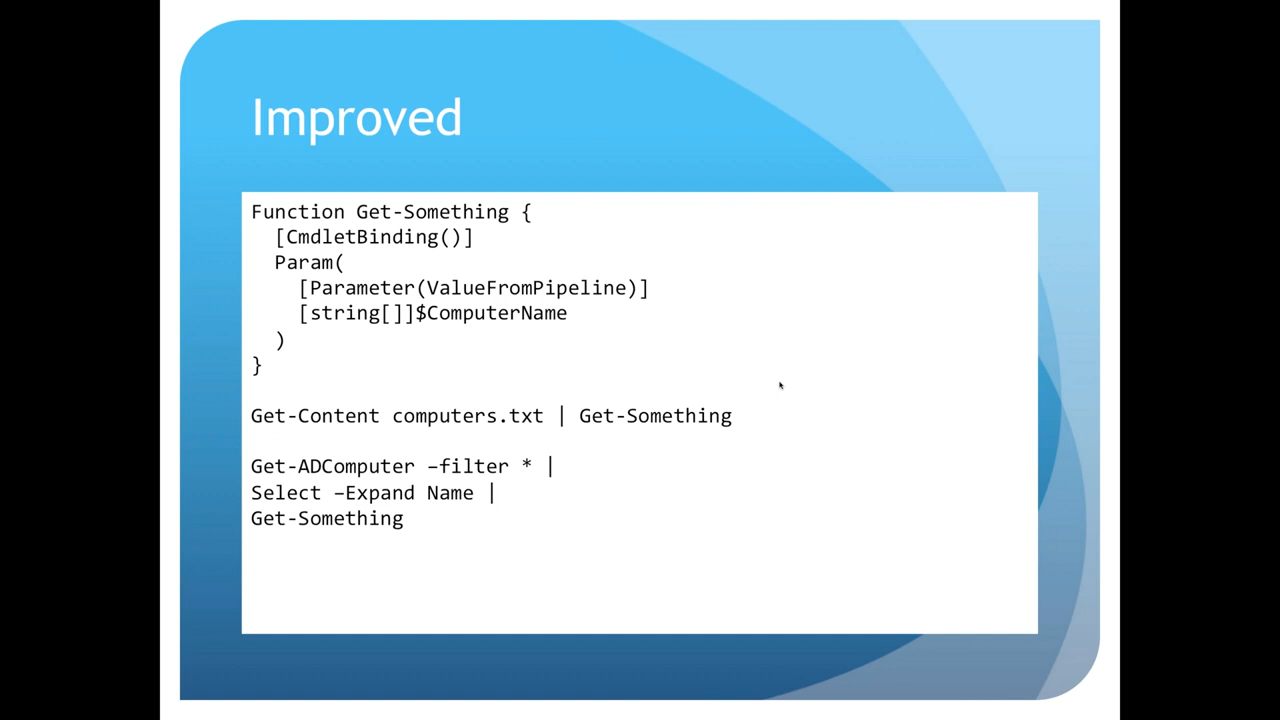 Improved
Function Get-Something {
[CmdletBinding()]
Param(
[Parameter(ValueFromPipeline)]
[string[]]$ComputerName
)
}
Get-Content computers.txt | Get-Something
Get-ADComputer –filter * |
Select –Expand Name |
Get-Something